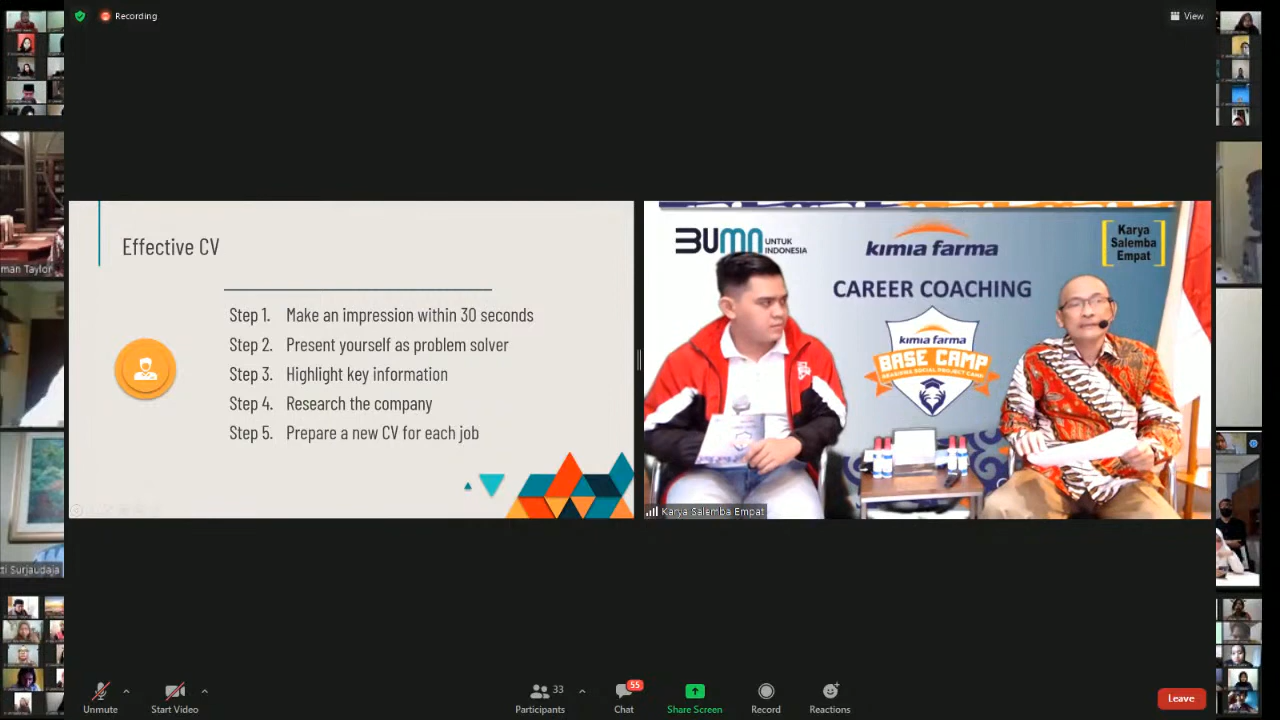 Recording
View
Effective CV
Step 1. Make an impression within 30 seconds
Step 2. Present yourself as problem solver
Step 3. Highlight key information
Step 4. Research the company
Step 5. Prepare a new CV for each job
BUMN UNTUK
INDONESIA
kimia farma
Karya
Salemba
Empat
CAREER COACHING
kimia farma
BASE CAMP
Karya Salemba Empat
man Taylor
ti Surjaudaja
Unmute
Start Video
Participants
33
Chat
55
Share Screen
Record
Reactions
Leave